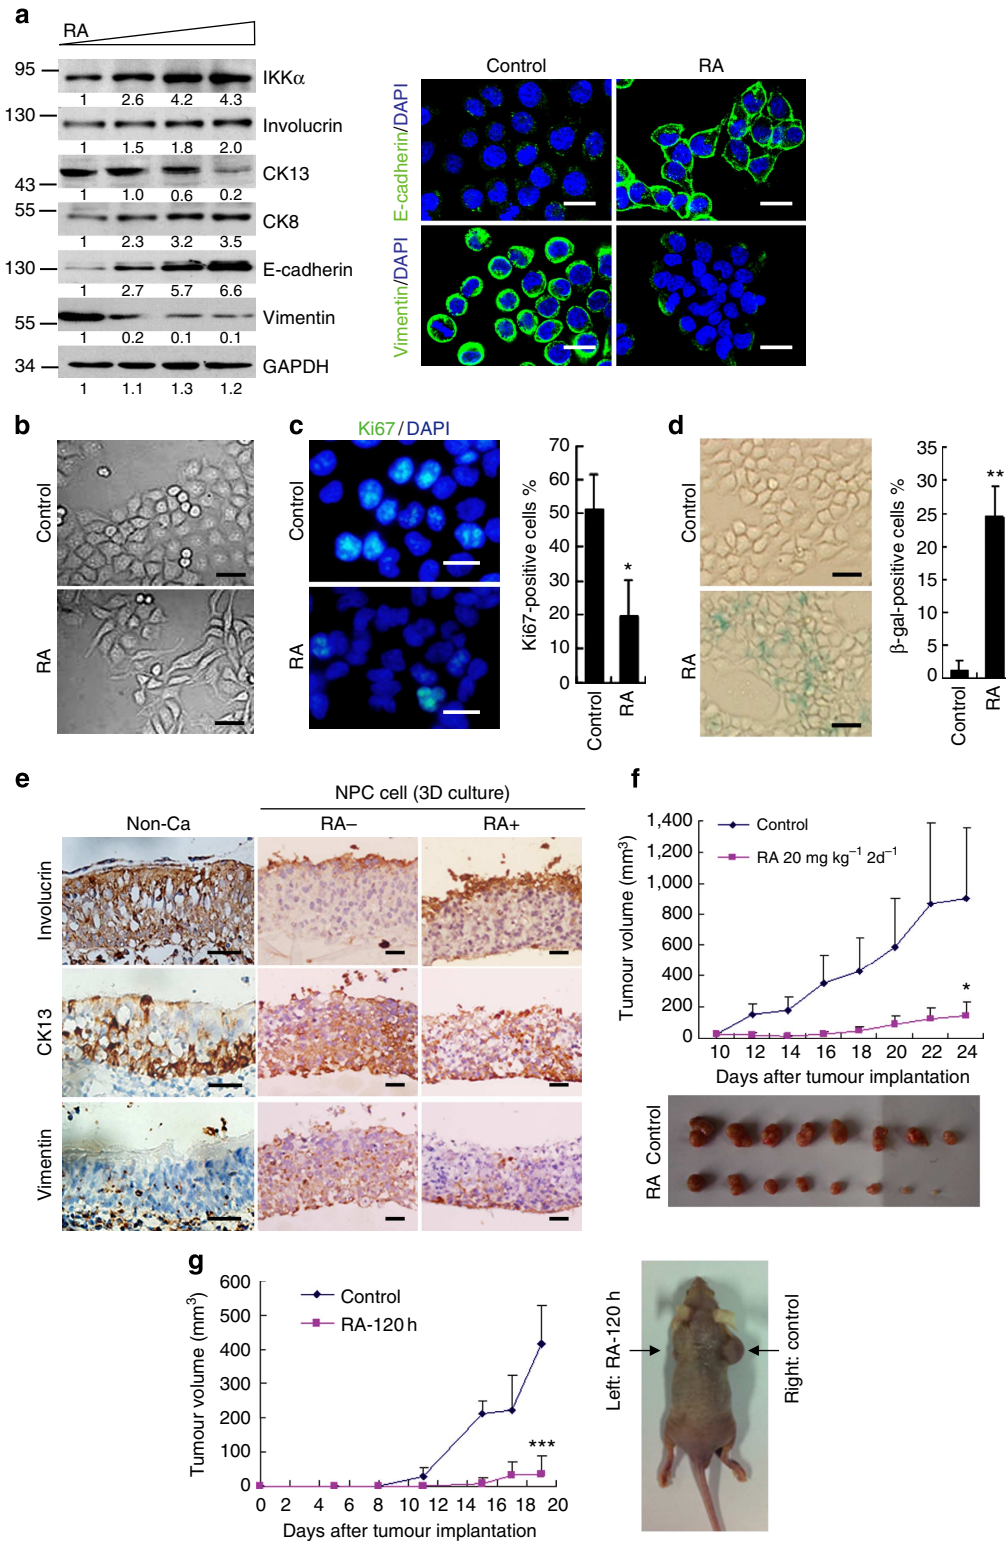 a
RA
95
IKKα
1 2.6 4.2 4.3
130
Involucrin
1 1.5 1.8 2.0
CK13
43
1 1.0 0.6 0.2
55
CK8
1 2.3 3.2 3.5
130
E-cadherin
1 2.7 5.7 6.6
Vimentin
55
1 0.2 0.1 0.1
34
GAPDH
1 1.1 1.3 1.2
Control RA
E-cadherin/DAPI
Vimentin/DAPI
b
Control
RA
c
Ki67/DAPI
Control
RA
Ki67-positive cells %
70
60
50
40
30
20
10
0
*
Control
RA
d
Control
RA
β-gal-positive cells %
35
30
25
20
15
10
5
0
**
Control
RA
e
NPC cell (3D culture)
Non-Ca RA– RA+
Involucrin
CK13
Vimentin
f
Tumour volume (mm³)
1,400
1,200
1,000
800
600
400
200
0
Control
RA 20 mg kg⁻¹ 2d⁻¹
*
10 12 14 16 18 20 22 24
Days after tumour implantation
Control
RA
g
Tumour volume (mm³)
600
500
400
300
200
100
0
Control
RA-120 h
***
0 2 4 6 8 10 12 14 16 18 20
Days after tumour implantation
Left: RA-120 h
Right: control